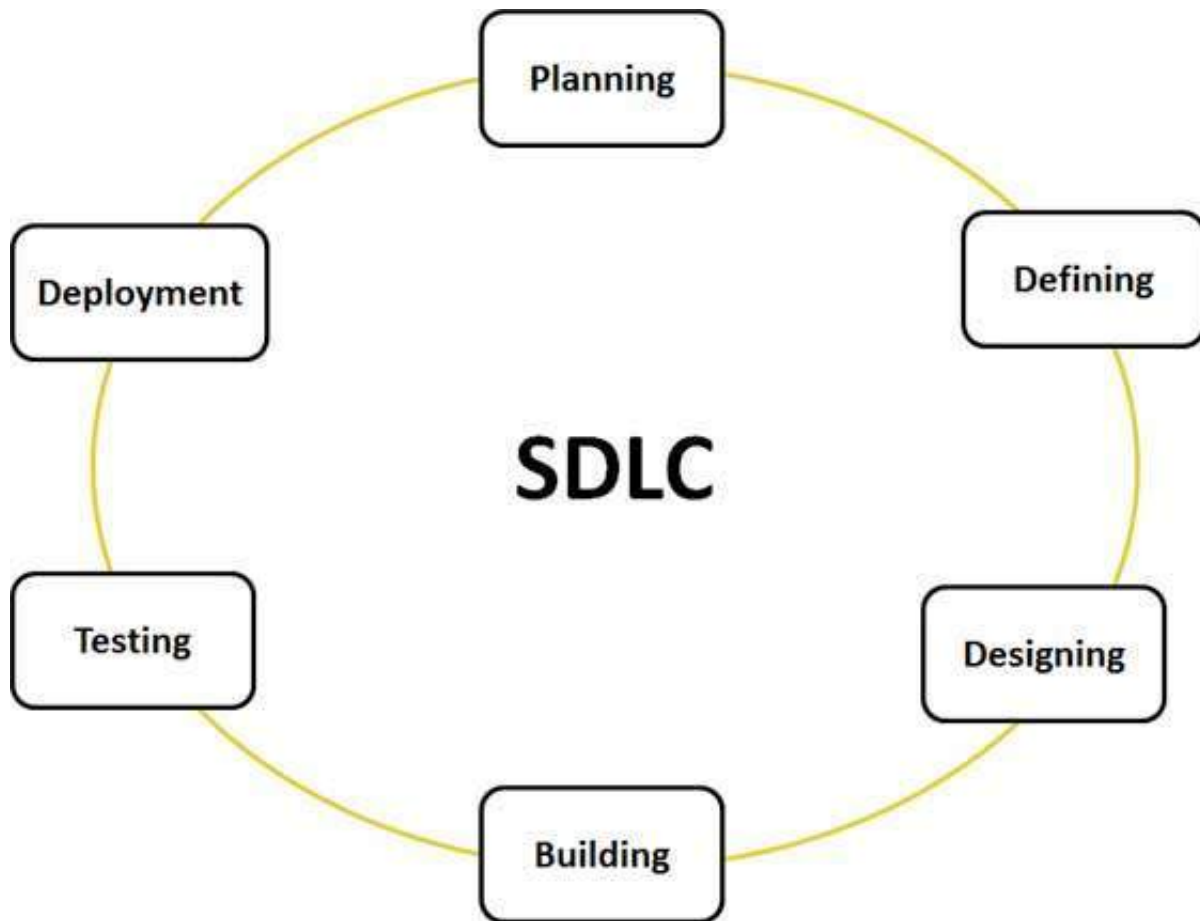 Planning
Defining
Designing
Building
Testing
Deployment
SDLC